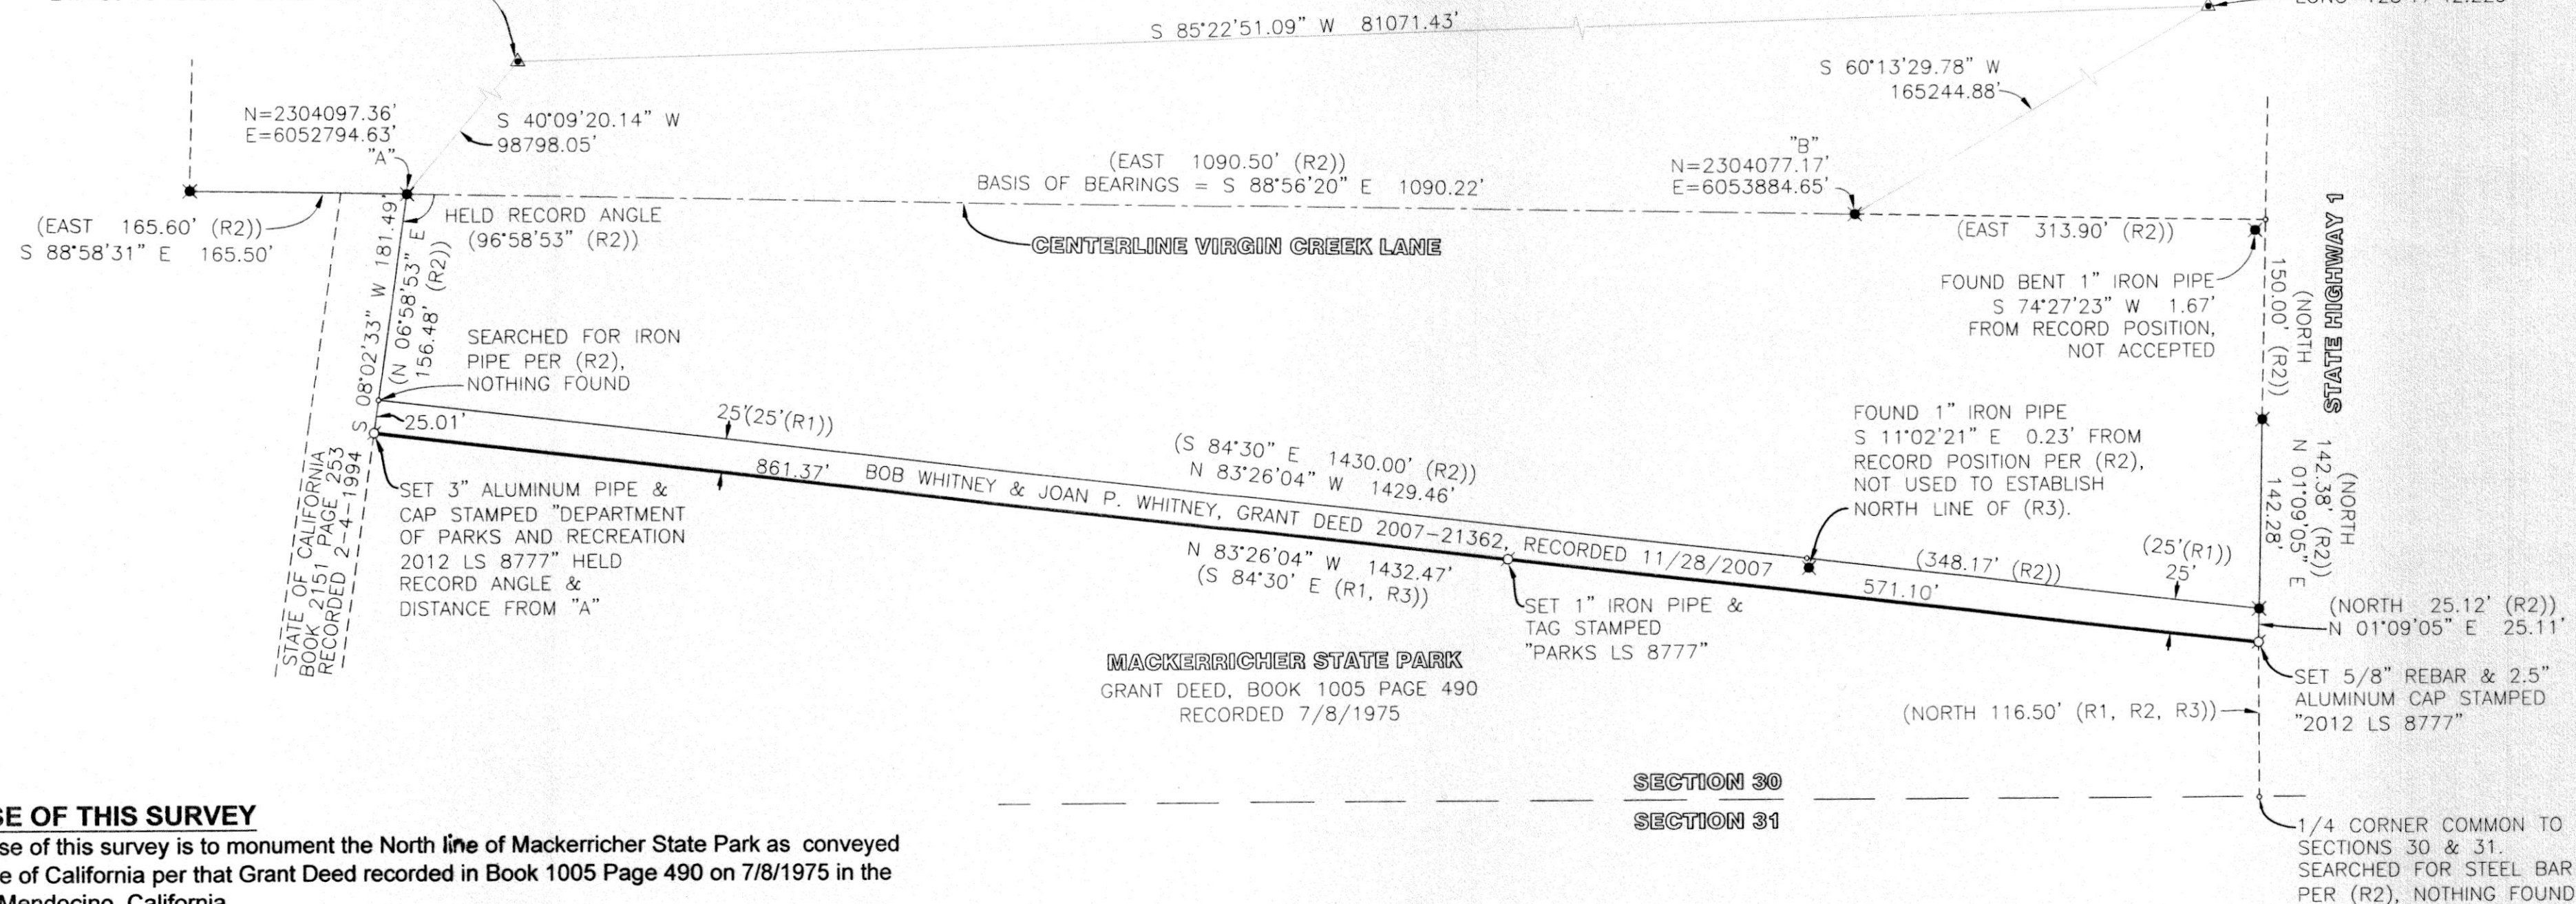 S 85°22'51.09" W 81071.43'
S 60°13'29.78" W
165244.88'
N=2304097.36'
E=6052794.63'
"A"
S 40°09'20.14" W
98798.05'
(EAST 1090.50' (R2))
BASIS OF BEARINGS = S 88°56'20" E 1090.22'
"B"
N=2304077.17'
E=6053884.65'
(EAST 165.60' (R2))
S 88°58'31" E 165.50'
HELD RECORD ANGLE
(96°58'53" (R2))
CENTERLINE VIRGIN CREEK LANE
(EAST 313.90' (R2))
FOUND BENT 1" IRON PIPE
S 74°27'23" W 1.67'
FROM RECORD POSITION,
NOT ACCEPTED
(NORTH
150.00' (R2))
STATE HIGHWAY 1
S 08°02'33" W 181.49'
(N 06°58'53" E
156.48' (R2))
SEARCHED FOR IRON
PIPE PER (R2),
NOTHING FOUND
25.01'
25'(25'(R1))
(S 84°30" E 1430.00' (R2))
N 83°26'04" W 1429.46'
FOUND 1" IRON PIPE
S 11°02'21" E 0.23' FROM
RECORD POSITION PER (R2),
NOT USED TO ESTABLISH
NORTH LINE OF (R3).
(NORTH
142.38' (R2))
N 01°09'05" E
142.28'
861.37'
BOB WHITNEY & JOAN P. WHITNEY, GRANT DEED 2007-21362, RECORDED 11/28/2007
N 83°26'04" W 1432.47'
(S 84°30' E (R1, R3))
(348.17' (R2))
(25'(R1))
25'
571.10'
STATE OF CALIFORNIA
BOOK 2151 PAGE 253
RECORDED 2-4-1994
SET 3" ALUMINUM PIPE &
CAP STAMPED "DEPARTMENT
OF PARKS AND RECREATION
2012 LS 8777" HELD
RECORD ANGLE &
DISTANCE FROM "A"
SET 1" IRON PIPE &
TAG STAMPED
"PARKS LS 8777"
(NORTH 25.12' (R2))
N 01°09'05" E 25.11'
SET 5/8" REBAR & 2.5"
ALUMINUM CAP STAMPED
"2012 LS 8777"
MACKERRICHER STATE PARK
GRANT DEED, BOOK 1005 PAGE 490
RECORDED 7/8/1975
(NORTH 116.50' (R1, R2, R3))
SECTION 30
SECTION 31
1/4 CORNER COMMON TO
SECTIONS 30 & 31.
SEARCHED FOR STEEL BAR
PER (R2), NOTHING FOUND
SE OF THIS SURVEY
se of this survey is to monument the North line of Mackerricher State Park as conveyed
e of California per that Grant Deed recorded in Book 1005 Page 490 on 7/8/1975 in the
Mendocino, California